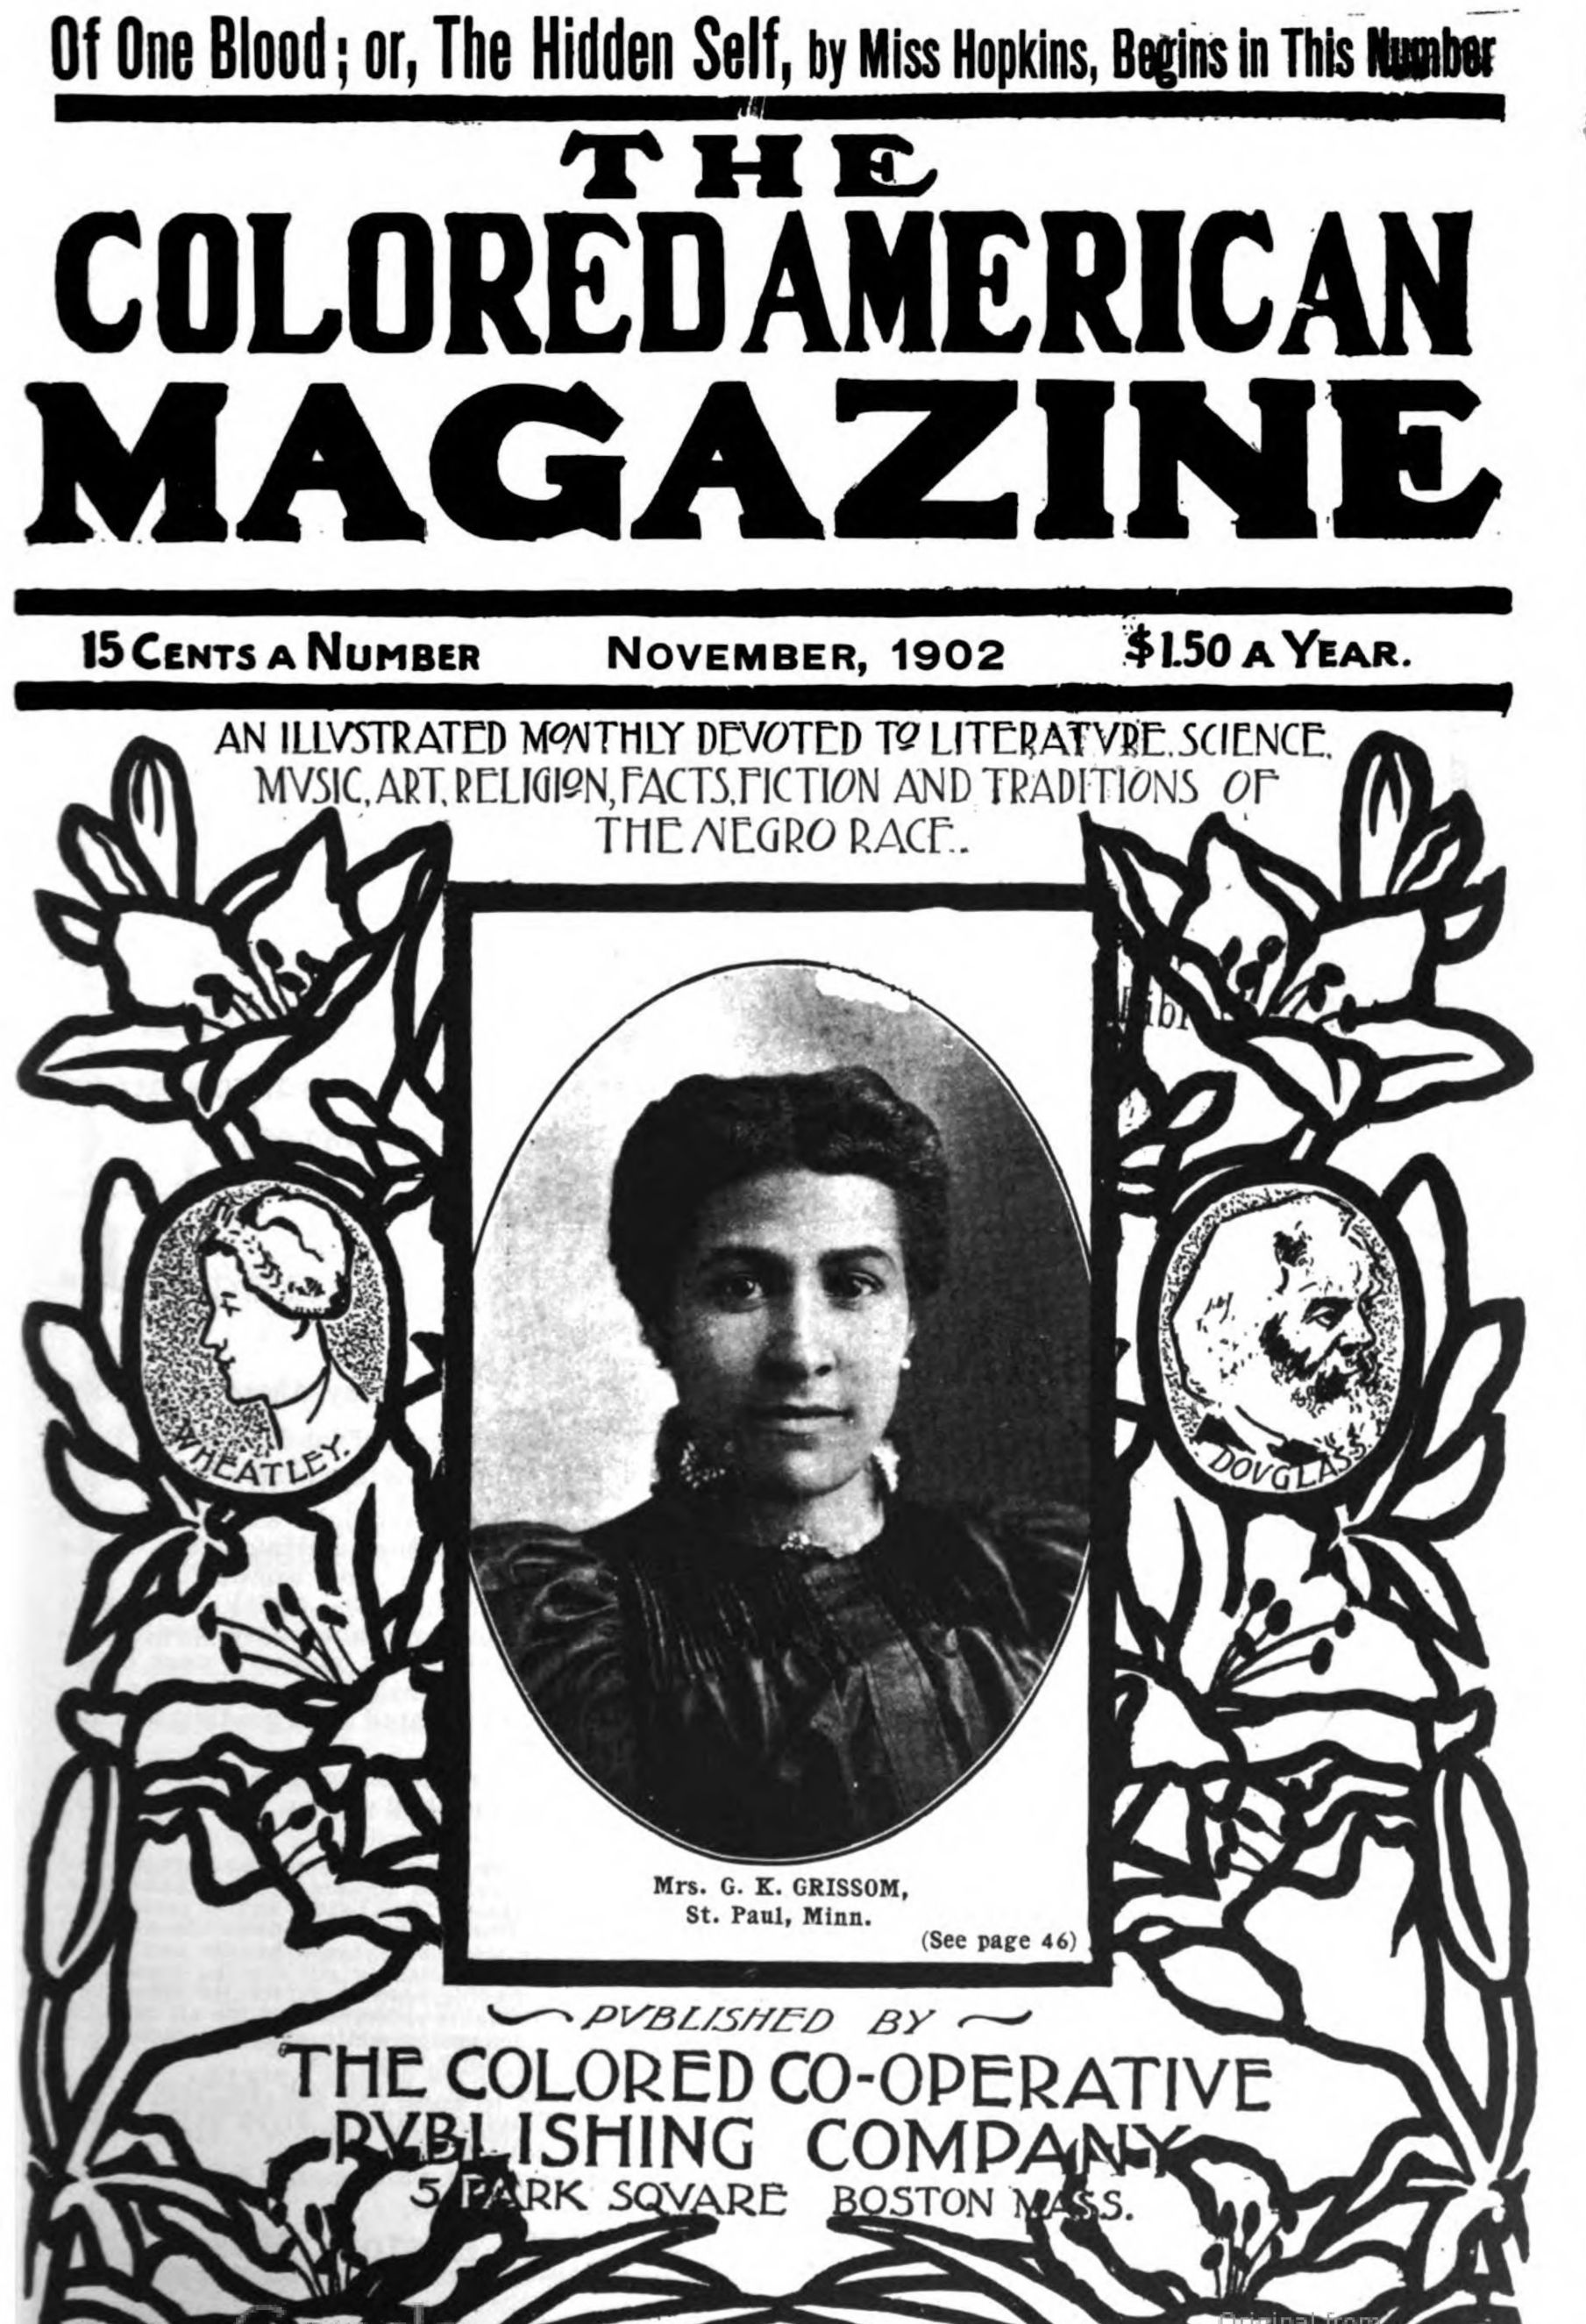 Of One Blood; or, The Hidden Self, by Miss Hopkins, Begins in This Number
THE
COLORED AMERICAN
MAGAZINE
15 CENTS A NUMBER NOVEMBER, 1902 $1.50 A YEAR.
AN ILLVSTRATED MONTHLY DEVOTED TO LITERATVRE, SCIENCE,
MVSIC, ART, RELIGION, FACTS, FICTION AND TRADITIONS OF
THE NEGRO RACE..
WHEATLEY.
DOVGLASS.
Mrs. G. K. GRISSOM,
St. Paul, Minn.
(See page 46)
PVBLISHED BY
THE COLORED CO-OPERATIVE
PVBLISHING COMPANY
5 PARK SQVARE BOSTON MASS.
Original from